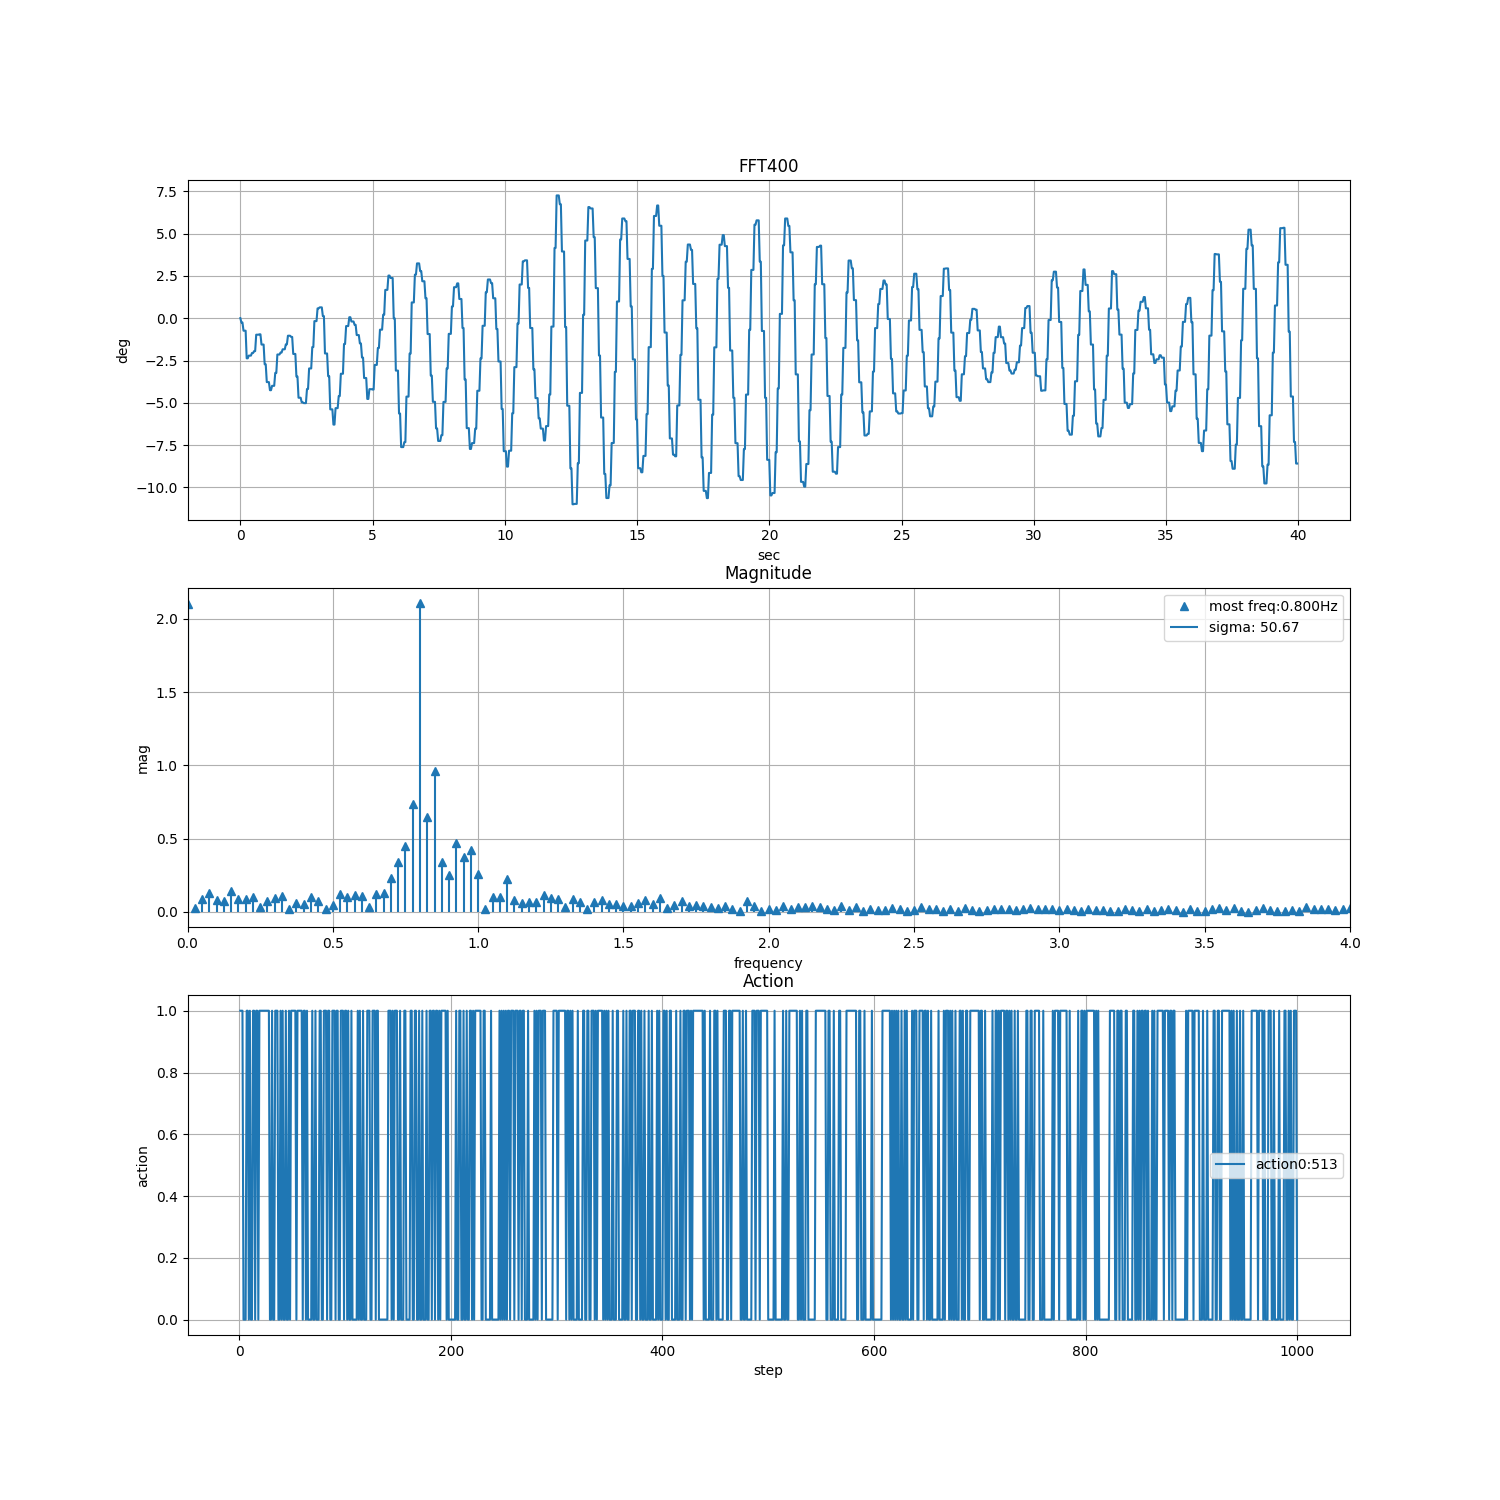 FFT400
7.5
5.0
2.5
0.0
−2.5
−5.0
−7.5
−10.0
deg
0 5 10 15 20 25 30 35 40
sec
Magnitude
most freq:0.800Hz
sigma: 50.67
2.0
1.5
1.0
0.5
0.0
mag
0.0 0.5 1.0 1.5 2.0 2.5 3.0 3.5 4.0
frequency
Action
1.0
0.8
0.6
0.4
0.2
0.0
action
action0:513
0 200 400 600 800 1000
step